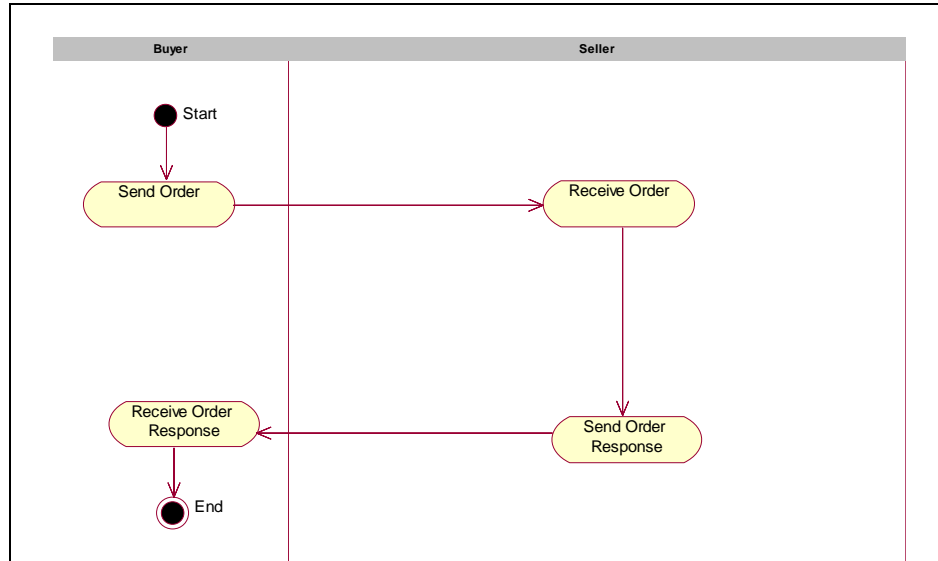 Buyer
Seller
Start
Send Order
Receive Order
Receive Order
Response
Send Order
Response
End